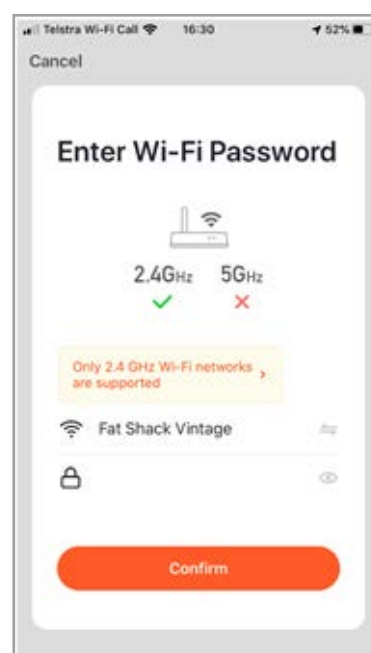 Telstra Wi-Fi Call 16:30 52%
Cancel
Enter Wi-Fi Password
2.4GHz 5GHz
Only 2.4 GHz Wi-Fi networks
are supported
Fat Shack Vintage
Confirm